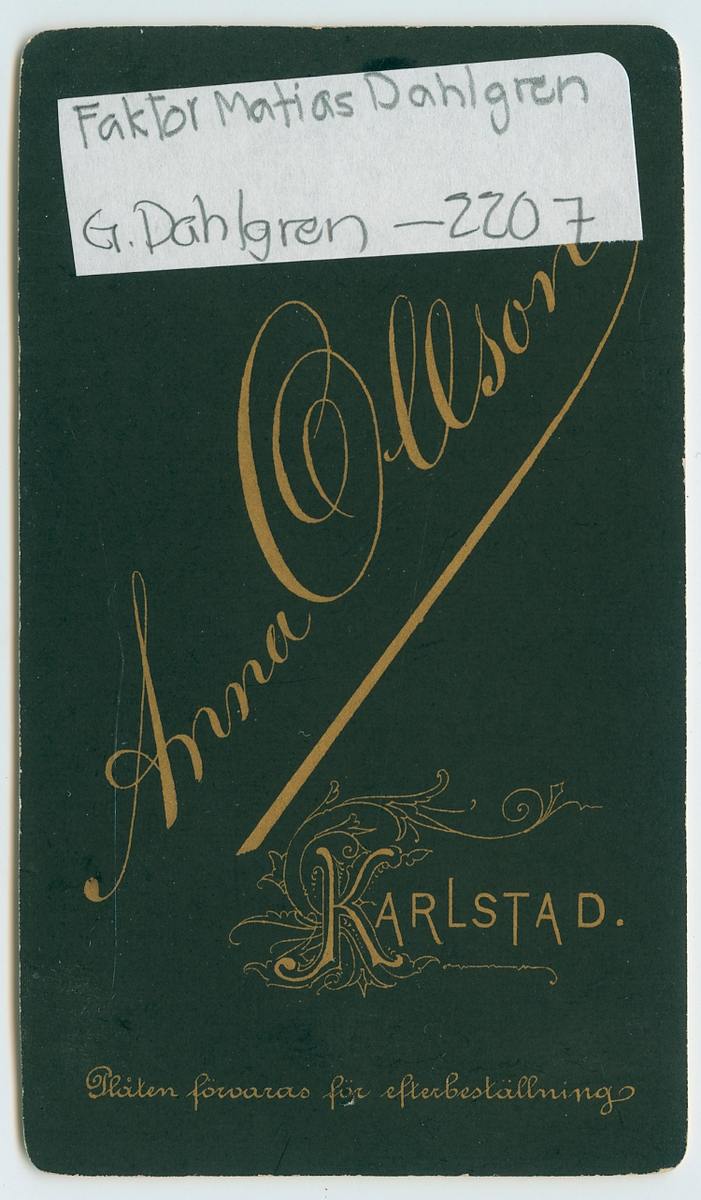 Faktor Matias Dahlgren
G. Dahlgren — 2207
Anna Ollson
KARLSTAD.
Plåten förvaras för efterbeställning